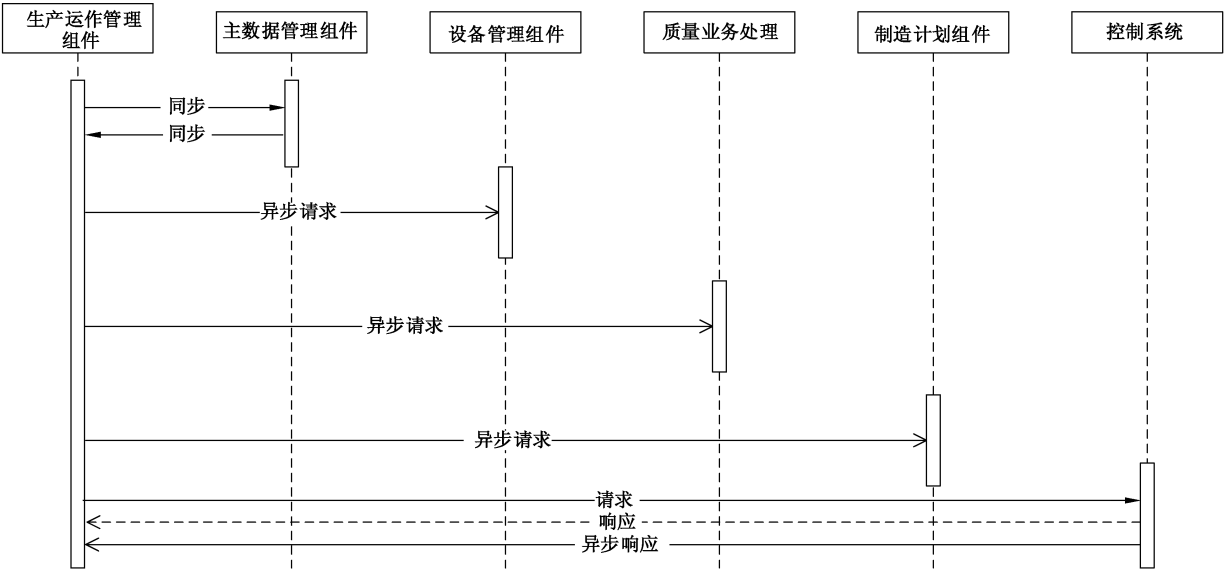 生产运作管理
组件
主数据管理组件
设备管理组件
质量业务处理
制造计划组件
控制系统
同步
同步
异步请求
异步请求
异步请求
请求
响应
异步响应